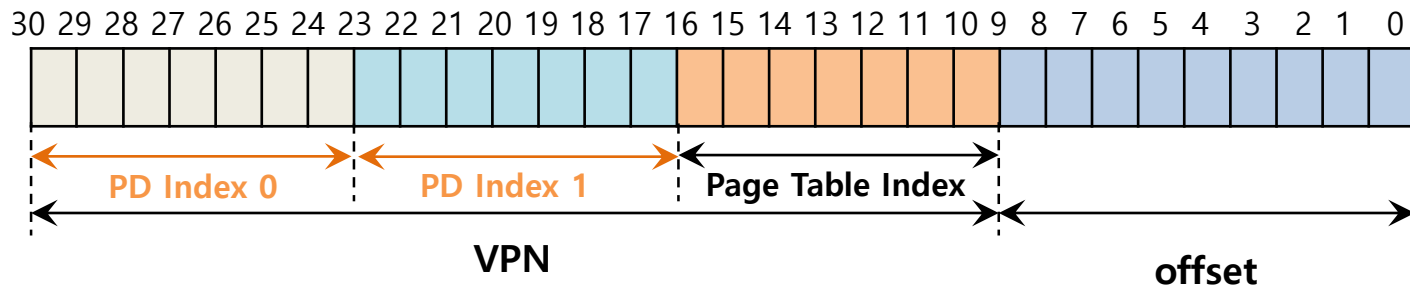 30 29 28 27 26 25 24 23 22 21 20 19 18 17 16 15 14 13 12 11 10 9 8 7 6 5 4 3 2 1 0
PD Index 0 PD Index 1 Page Table Index
VPN offset